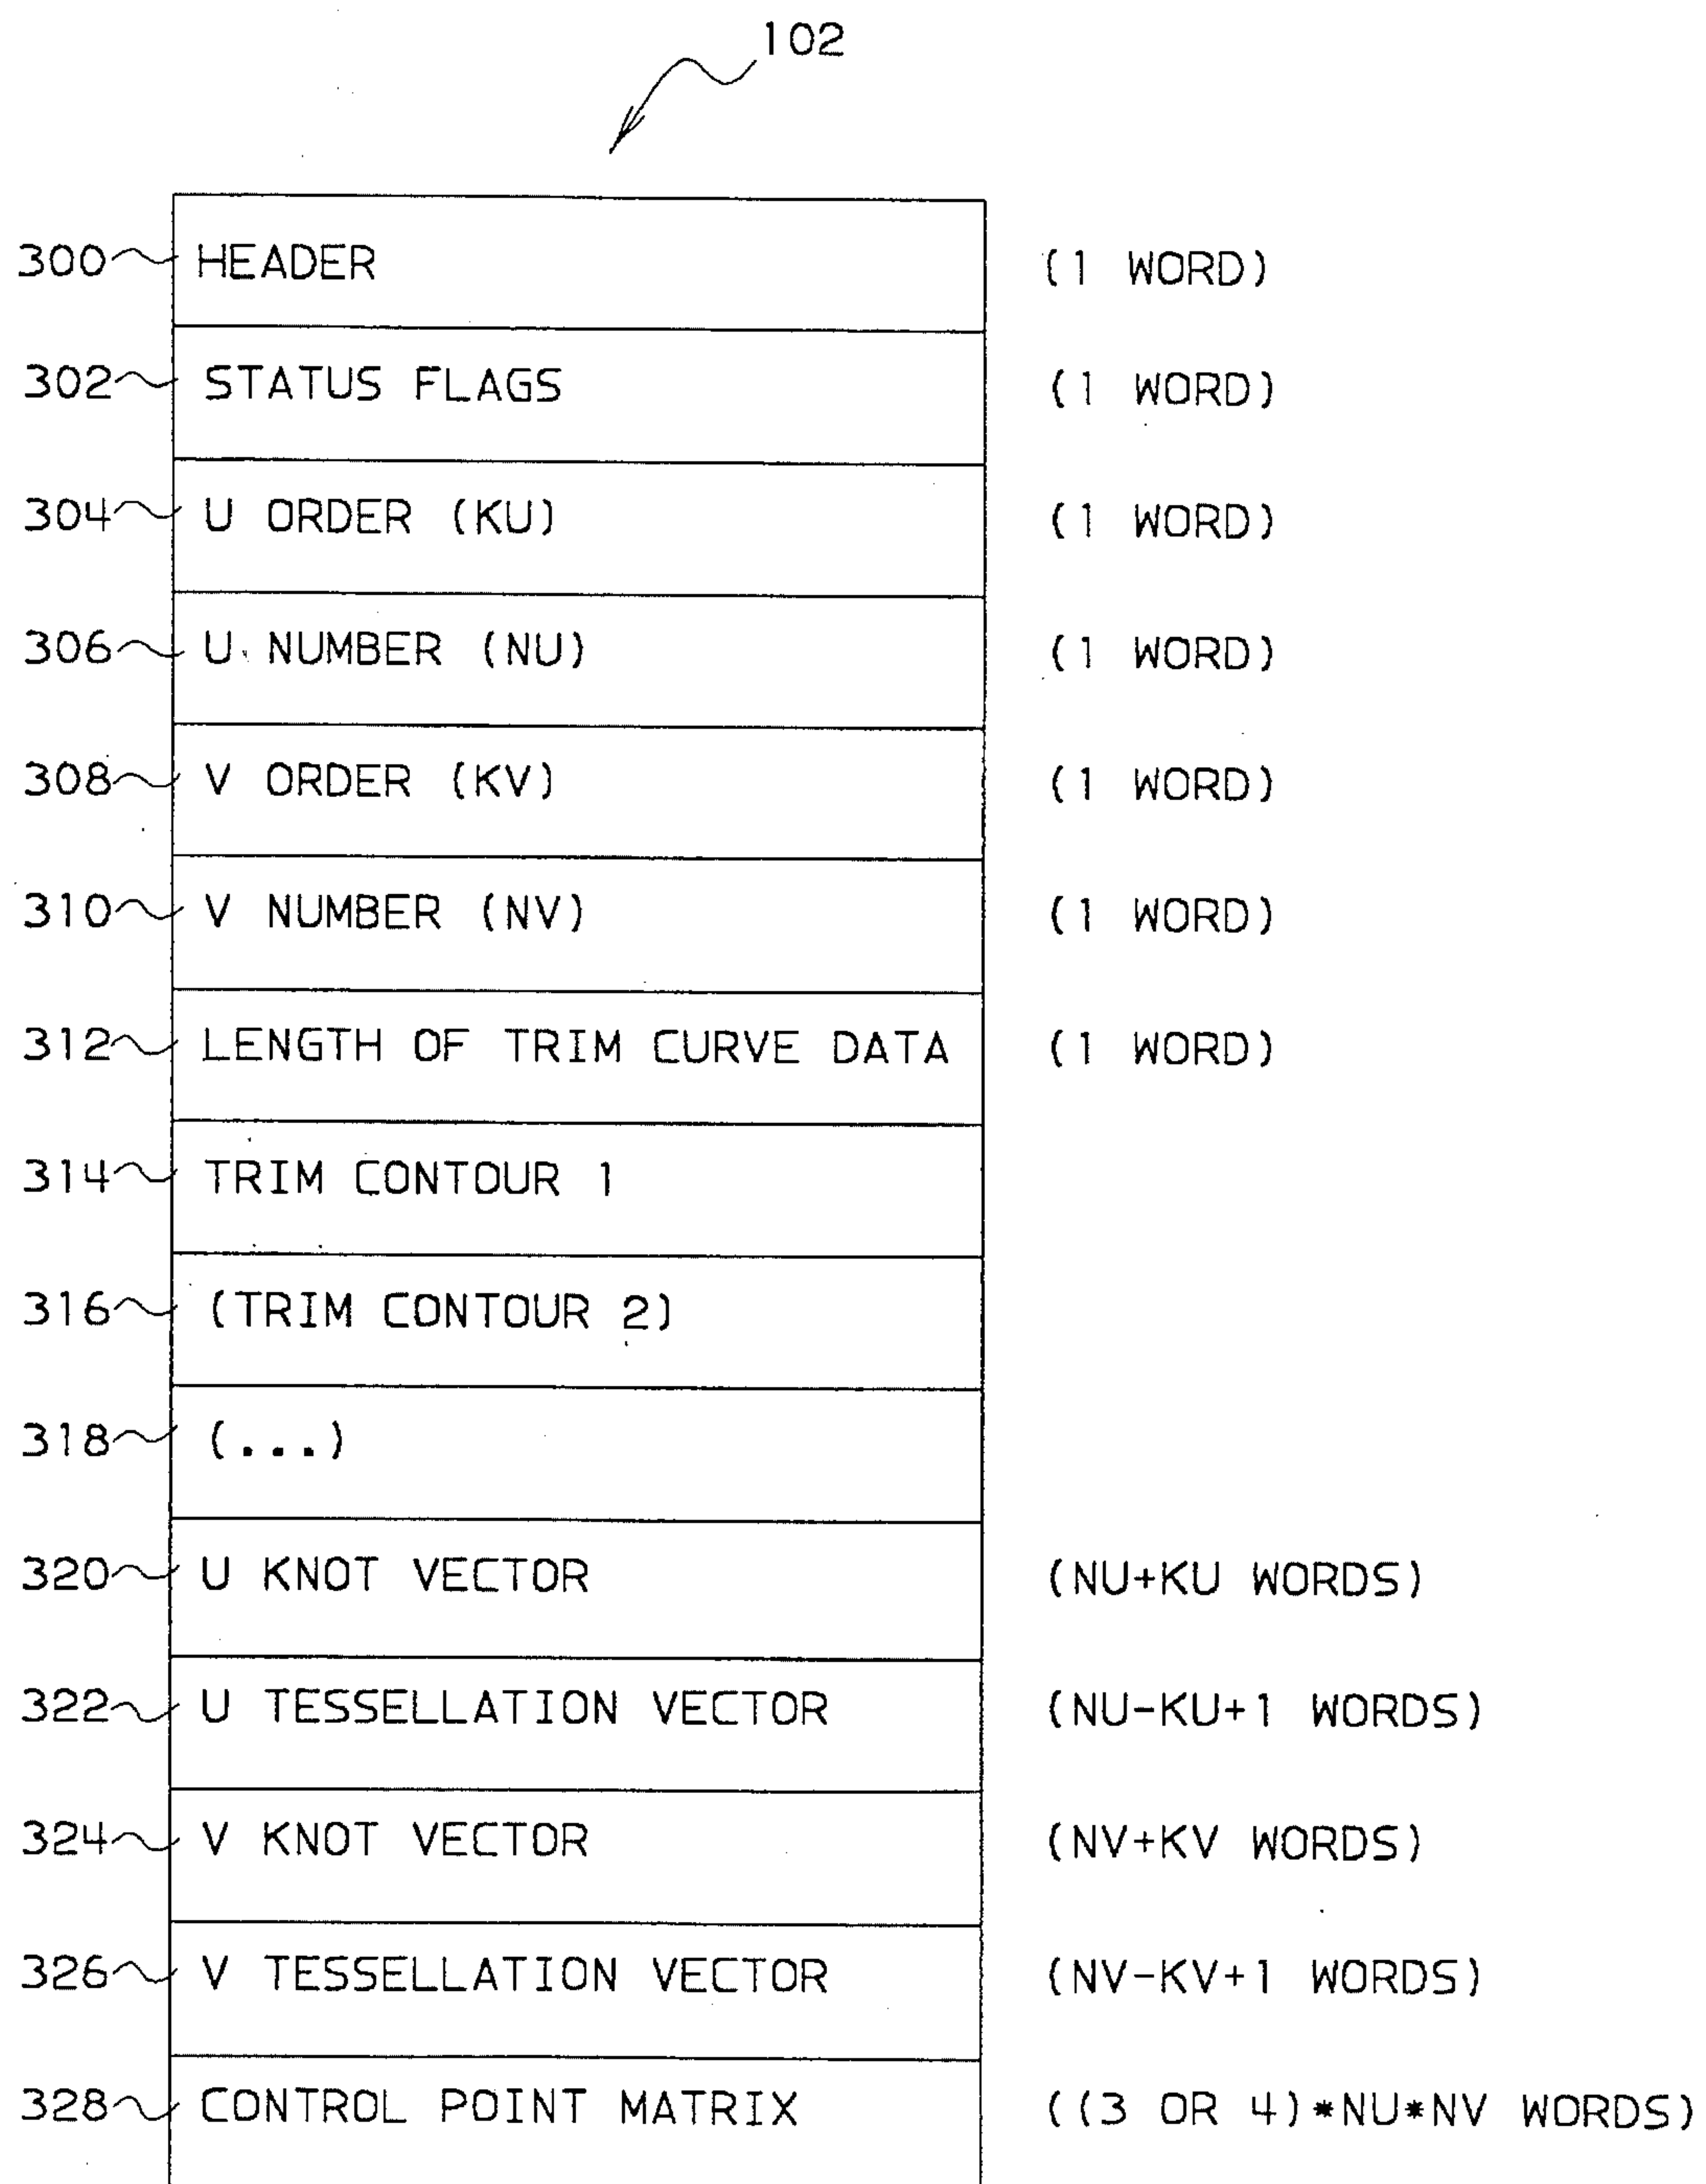 102
300 HEADER (1 WORD)
302 STATUS FLAGS (1 WORD)
304 U ORDER (KU) (1 WORD)
306 U NUMBER (NU) (1 WORD)
308 V ORDER (KV) (1 WORD)
310 V NUMBER (NV) (1 WORD)
312 LENGTH OF TRIM CURVE DATA (1 WORD)
314 TRIM CONTOUR 1
316 (TRIM CONTOUR 2)
318 (...)
320 U KNOT VECTOR (NU+KU WORDS)
322 U TESSELLATION VECTOR (NU-KU+1 WORDS)
324 V KNOT VECTOR (NV+KV WORDS)
326 V TESSELLATION VECTOR (NV-KV+1 WORDS)
328 CONTROL POINT MATRIX ((3 OR 4)*NU*NV WORDS)